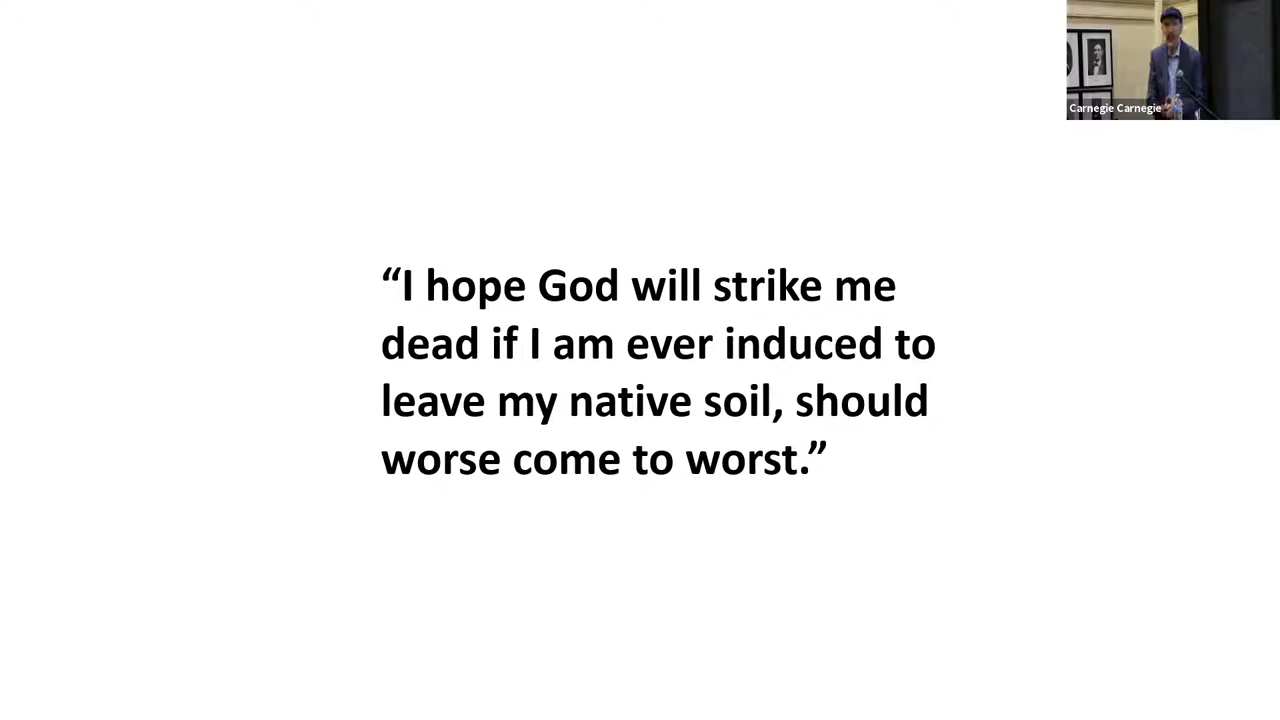 Carnegie Carnegie
“I hope God will strike me
dead if I am ever induced to
leave my native soil, should
worse come to worst.”